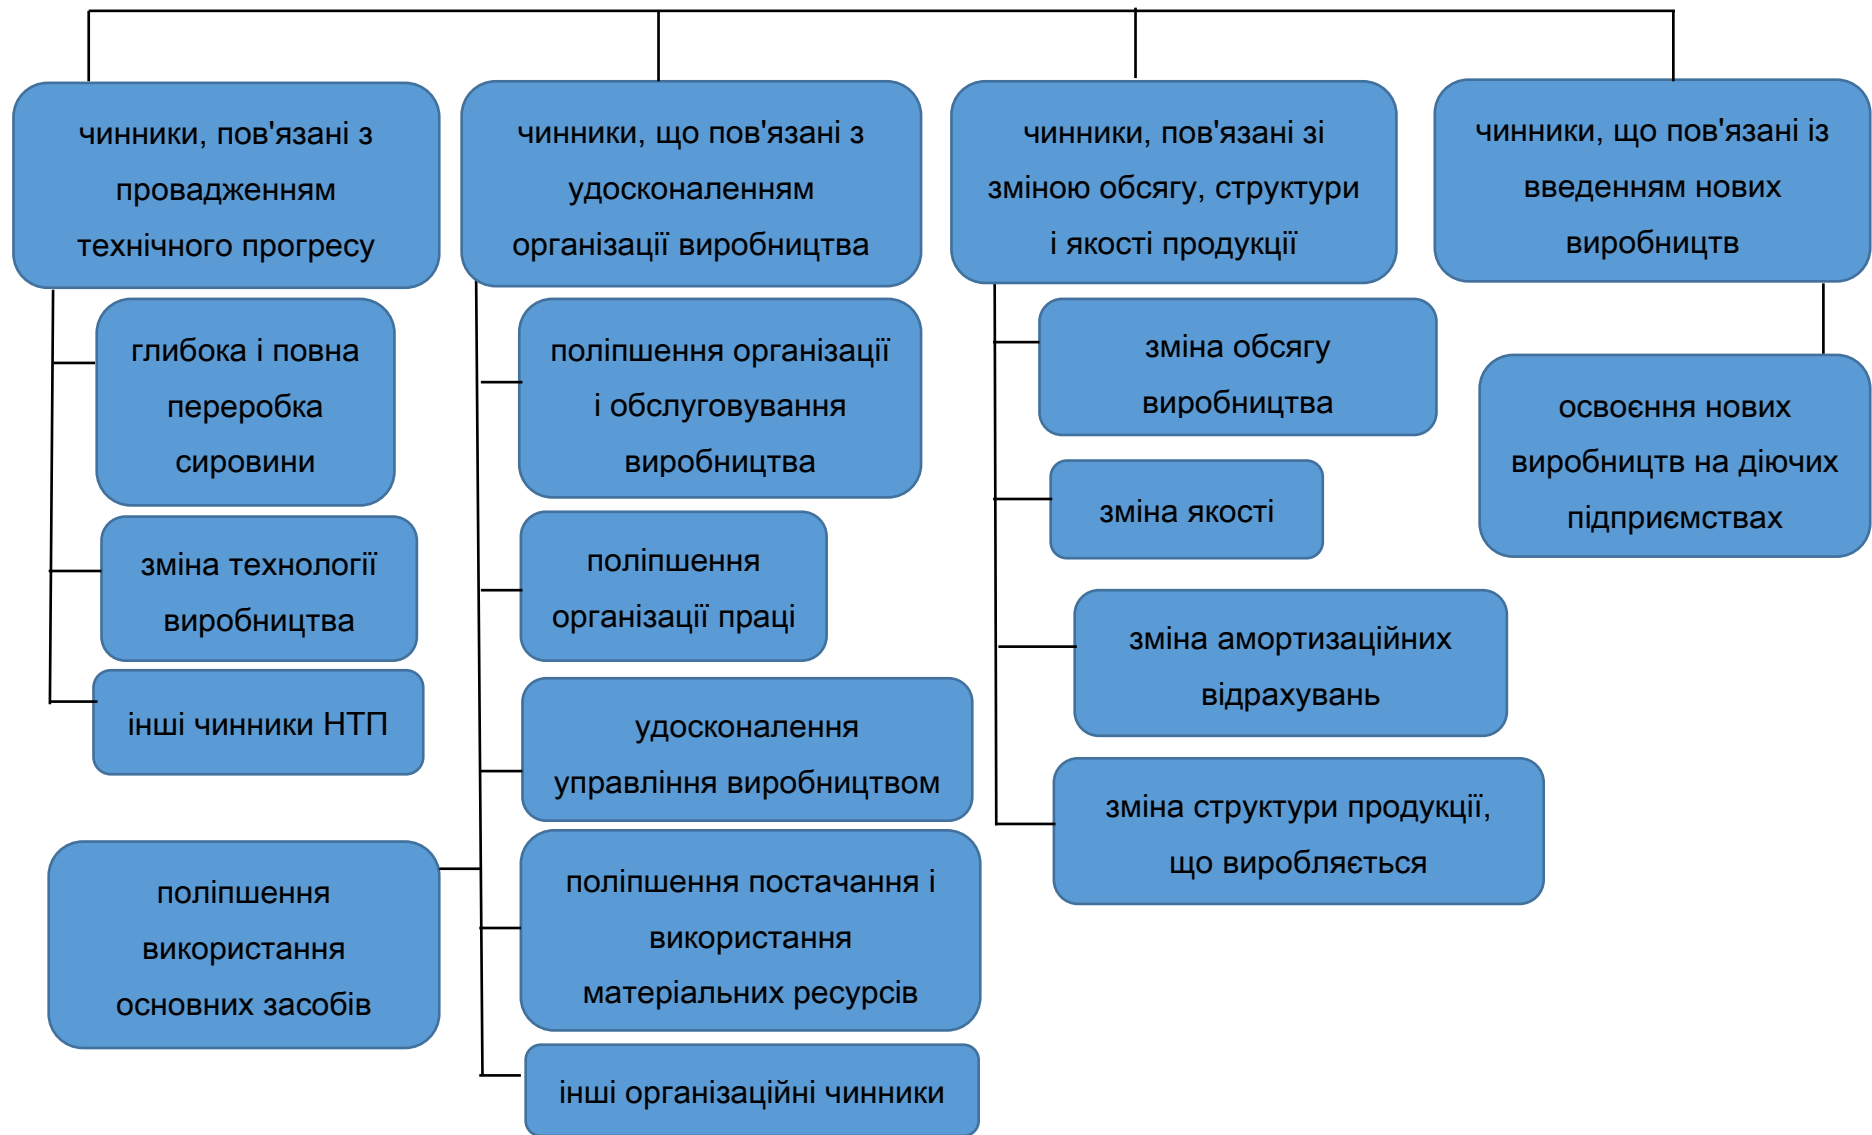 чинники, пов'язані з
провадженням
технічного прогресу
чинники, що пов'язані з
удосконаленням
організації виробництва
чинники, пов'язані зі
зміною обсягу, структури
і якості продукції
чинники, що пов'язані із
введенням нових
виробництв
глибока і повна
переробка
сировини
зміна технології
виробництва
інші чинники НТП
поліпшення
використання
основних засобів
поліпшення організації
і обслуговування
виробництва
поліпшення
організації праці
удосконалення
управління виробництвом
поліпшення постачання і
використання
матеріальних ресурсів
інші організаційні чинники
зміна обсягу
виробництва
зміна якості
зміна амортизаційних
відрахувань
зміна структури продукції,
що виробляється
освоєння нових
виробництв на діючих
підприємствах